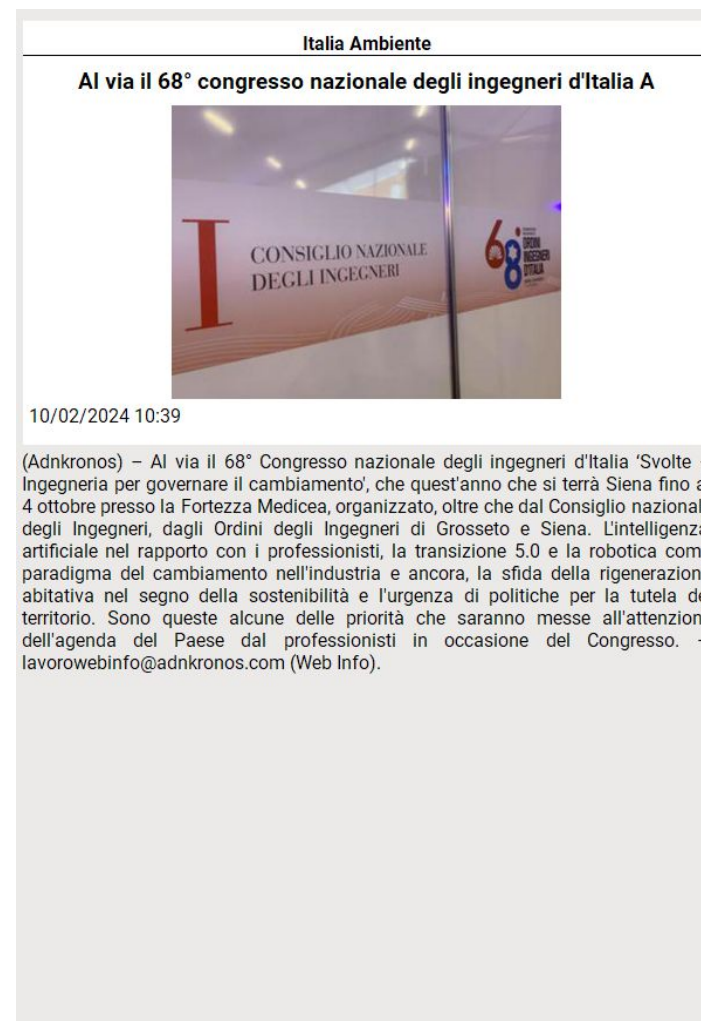 Italia Ambiente
Al via il 68° congresso nazionale degli ingegneri d'Italia A
I
CONSIGLIO NAZIONALE
DEGLI INGEGNERI
68°
ORDINI
INGEGNERI
D'ITALIA
10/02/2024 10:39
(Adnkronos) – Al via il 68° Congresso nazionale degli ingegneri d'Italia ‘Svolte -
Ingegneria per governare il cambiamento', che quest'anno che si terrà Siena fino a
4 ottobre presso la Fortezza Medicea, organizzato, oltre che dal Consiglio nazional
degli Ingegneri, dagli Ordini degli Ingegneri di Grosseto e Siena. L'intelligenza
artificiale nel rapporto con i professionisti, la transizione 5.0 e la robotica com
paradigma del cambiamento nell'industria e ancora, la sfida della rigenerazion
abitativa nel segno della sostenibilità e l'urgenza di politiche per la tutela de
territorio. Sono queste alcune delle priorità che saranno messe all'attenzion
dell'agenda del Paese dal professionisti in occasione del Congresso. -
lavorowebinfo@adnkronos.com (Web Info).